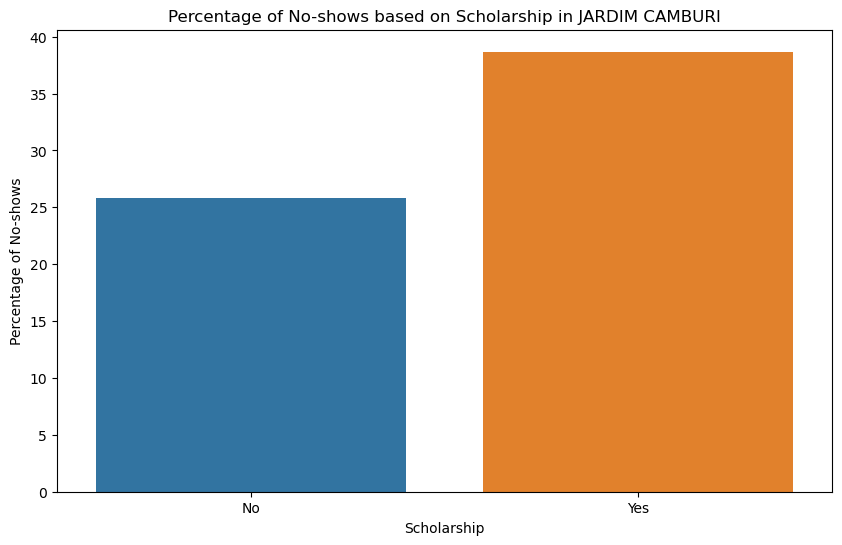 Percentage of No-shows based on Scholarship in JARDIM CAMBURI
Percentage of No-shows
40
35
30
25
20
15
10
5
0
No
Yes
Scholarship